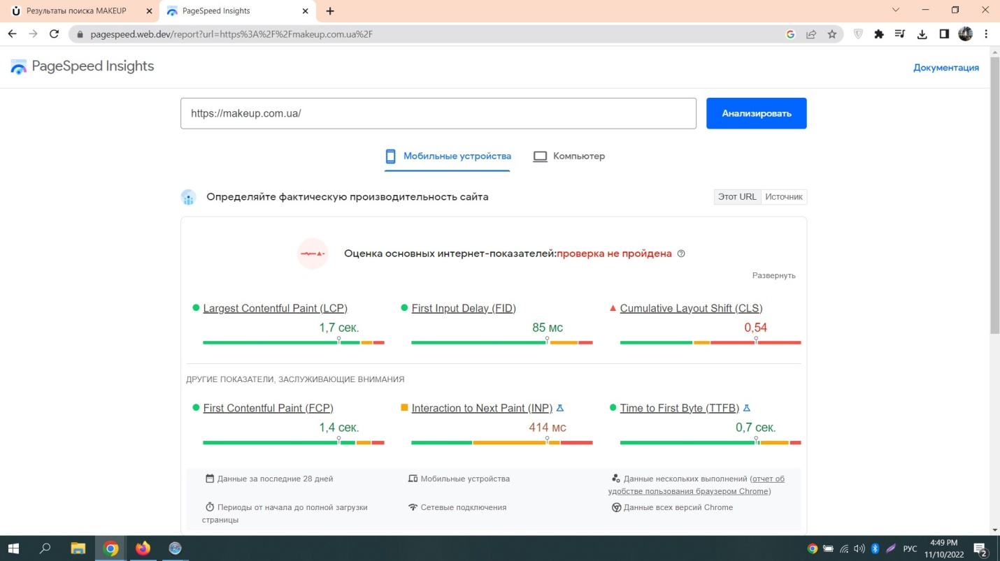 Результаты поиска MAKEUP
PageSpeed Insights
pagespeed.web.dev/report?url=https%3A%2F%2Fmakeup.com.ua%2F
PageSpeed Insights
Документация
https://makeup.com.ua/
Анализировать
Мобильные устройства
Компьютер
Определяйте фактическую производительность сайта
Этот URL
Источник
Оценка основных интернет-показателей:проверка не пройдена
Развернуть
Largest Contentful Paint (LCP)
1,7 сек.
First Input Delay (FID)
85 мс
Cumulative Layout Shift (CLS)
0,54
ДРУГИЕ ПОКАЗАТЕЛИ, ЗАСЛУЖИВАЮЩИЕ ВНИМАНИЯ
First Contentful Paint (FCP)
1,4 сек.
Interaction to Next Paint (INP)
414 мс
Time to First Byte (TTFB)
0,7 сек.
Данные за последние 28 дней
Мобильные устройства
Данные нескольких выполнений (отчет об
удобстве пользования браузером Chrome)
Периоды от начала до полной загрузки
страницы
Сетевые подключения
Данные всех версий Chrome
РУС
4:49 PM
11/10/2022
2